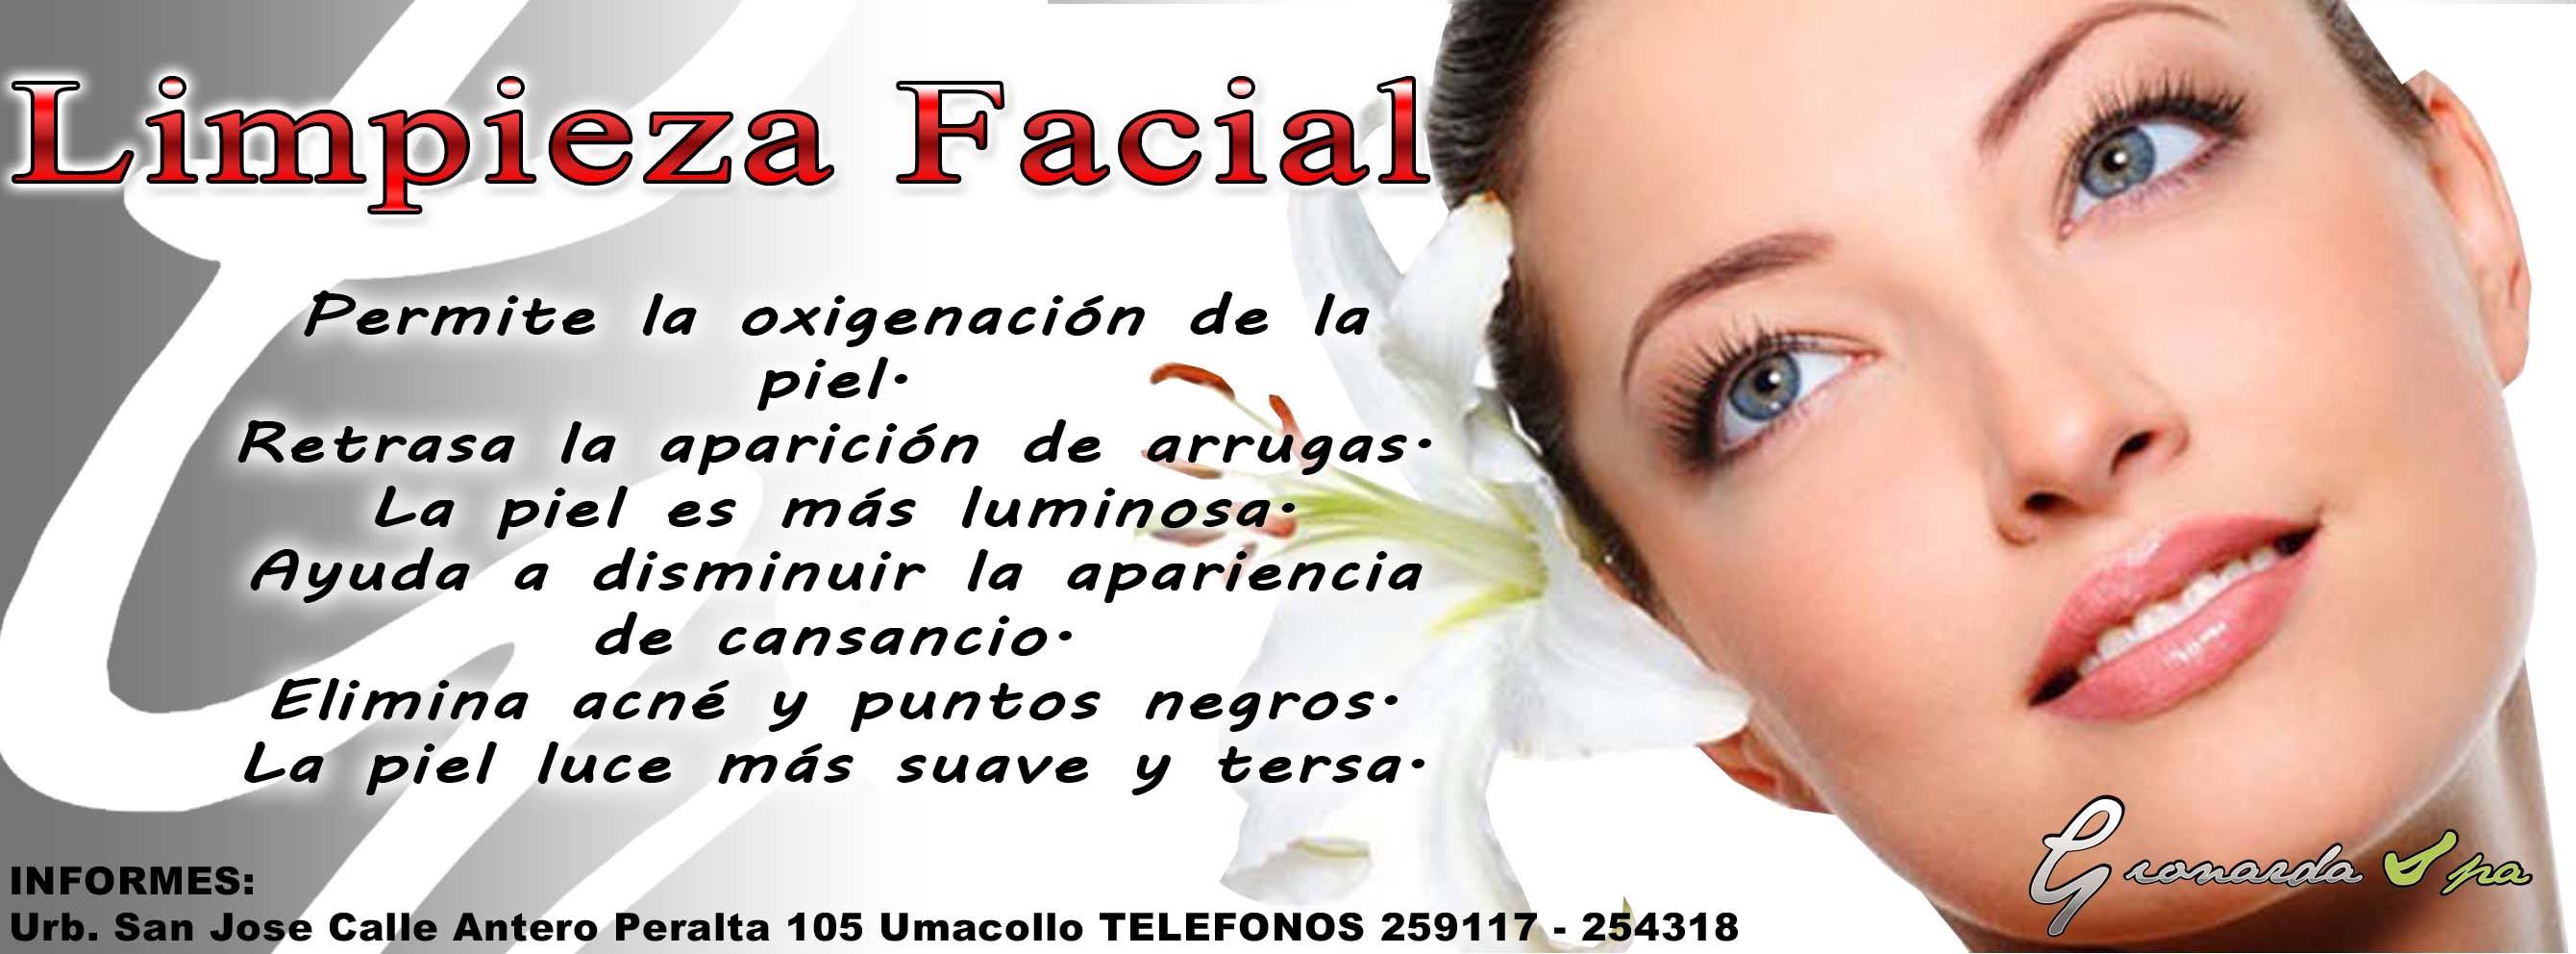 Limpieza Facial
Permite la oxigenación de la
piel.
Retrasa la aparición de arrugas.
La piel es más luminosa.
Ayuda a disminuir la apariencia
de cansancio.
Elimina acné y puntos negros.
La piel luce más suave y tersa.
INFORMES:
Urb. San Jose Calle Antero Peralta 105 Umacollo TELEFONOS 259117 - 254318
Gronarda Spa